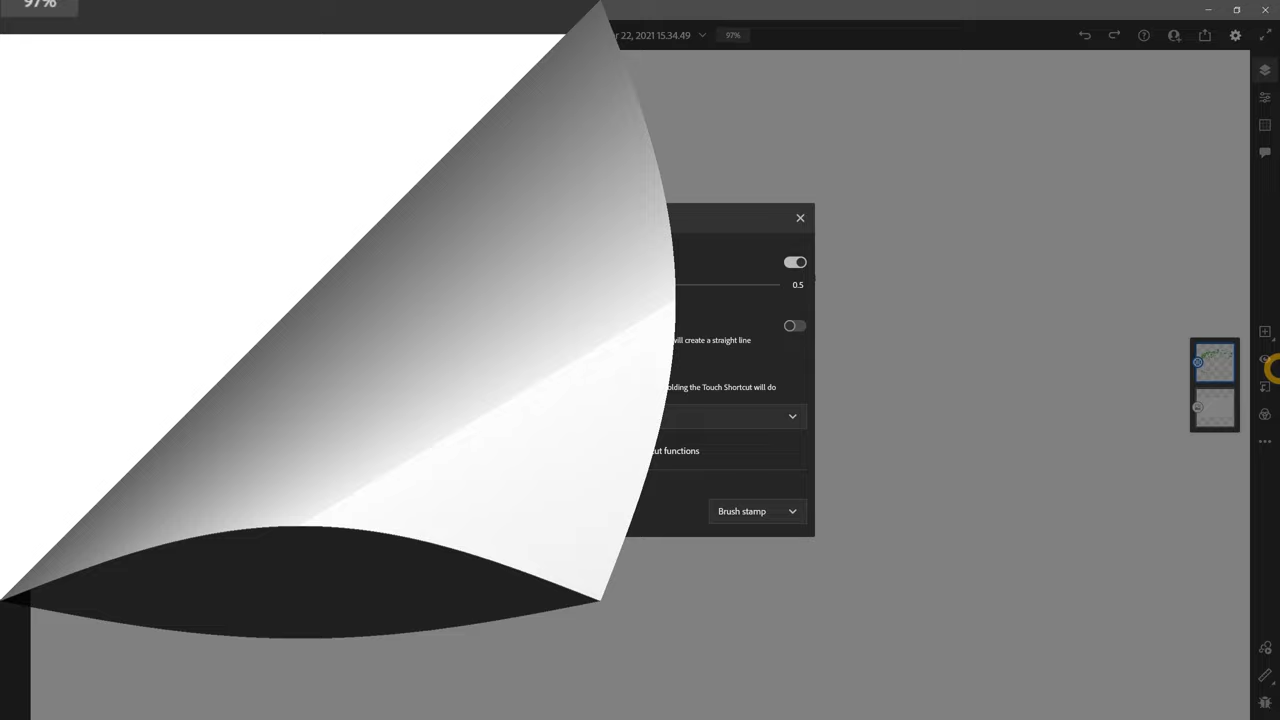 97%
r 22, 2021 15.34.49
97%
0.5
will create a straight line
olding the Touch Shortcut will do
cut functions
Brush stamp